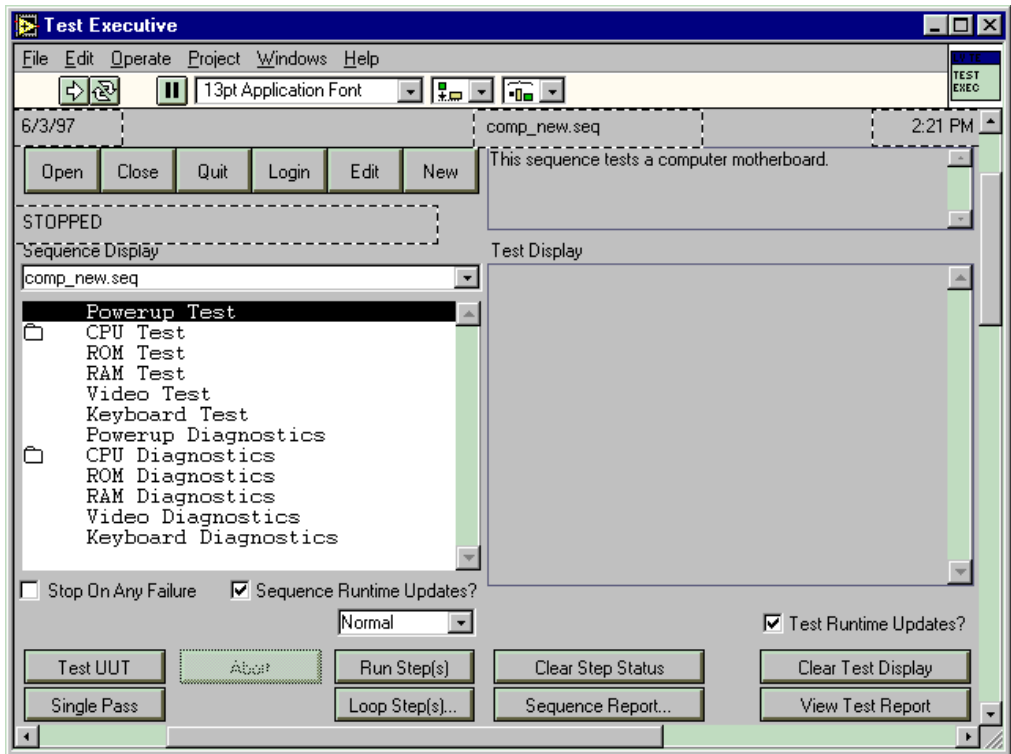 Test Executive
File Edit Operate Project Windows Help
13pt Application Font
TEST
EXEC
6/3/97 comp_new.seq 2:21 PM
Open Close Quit Login Edit New
This sequence tests a computer motherboard.
STOPPED
Sequence Display
Test Display
comp_new.seq
Powerup Test
CPU Test
ROM Test
RAM Test
Video Test
Keyboard Test
Powerup Diagnostics
CPU Diagnostics
ROM Diagnostics
RAM Diagnostics
Video Diagnostics
Keyboard Diagnostics
Stop On Any Failure Sequence Runtime Updates?
Normal
Test Runtime Updates?
Test UUT Abort Run Step(s) Clear Step Status Clear Test Display
Single Pass Loop Step(s)... Sequence Report... View Test Report